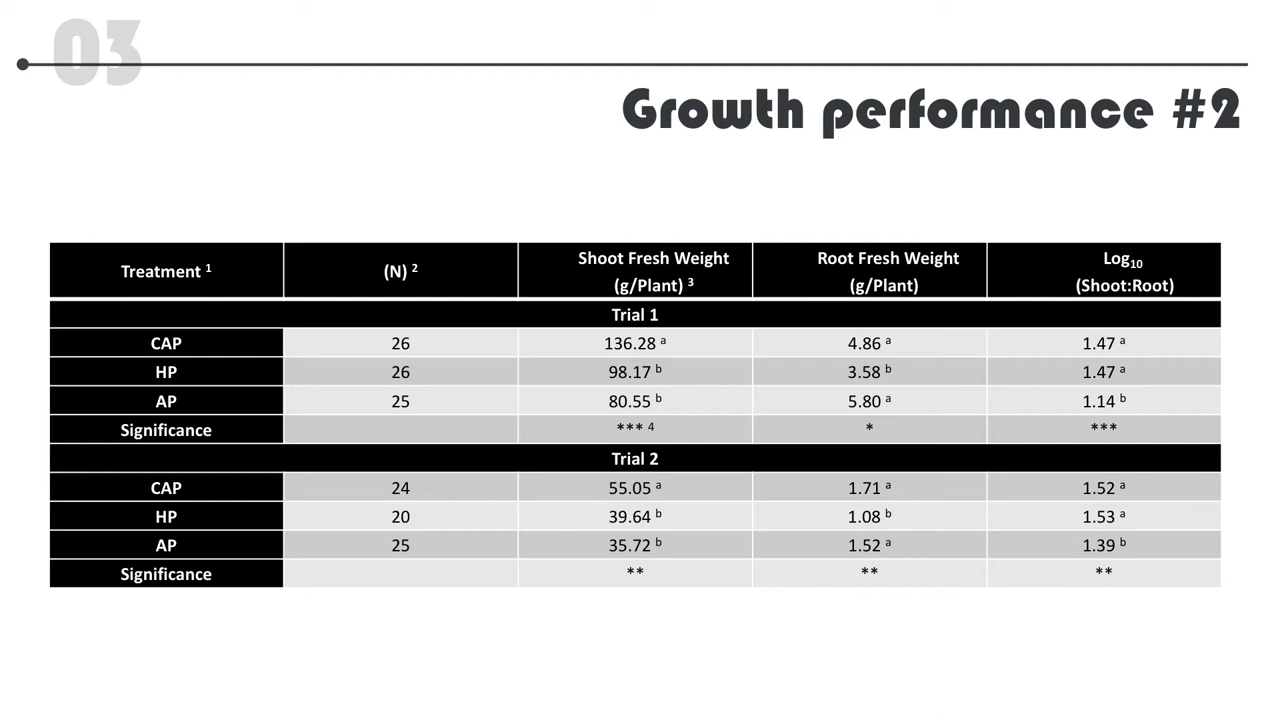 03
Growth performance #2
Treatment 1 (N) 2 Shoot Fresh Weight (g/Plant) 3 Root Fresh Weight (g/Plant) Log10 (Shoot:Root)
Trial 1
CAP 26 136.28 a 4.86 a 1.47 a
HP 26 98.17 b 3.58 b 1.47 a
AP 25 80.55 b 5.80 a 1.14 b
Significance *** 4 * ***
Trial 2
CAP 24 55.05 a 1.71 a 1.52 a
HP 20 39.64 b 1.08 b 1.53 a
AP 25 35.72 b 1.52 a 1.39 b
Significance ** ** **